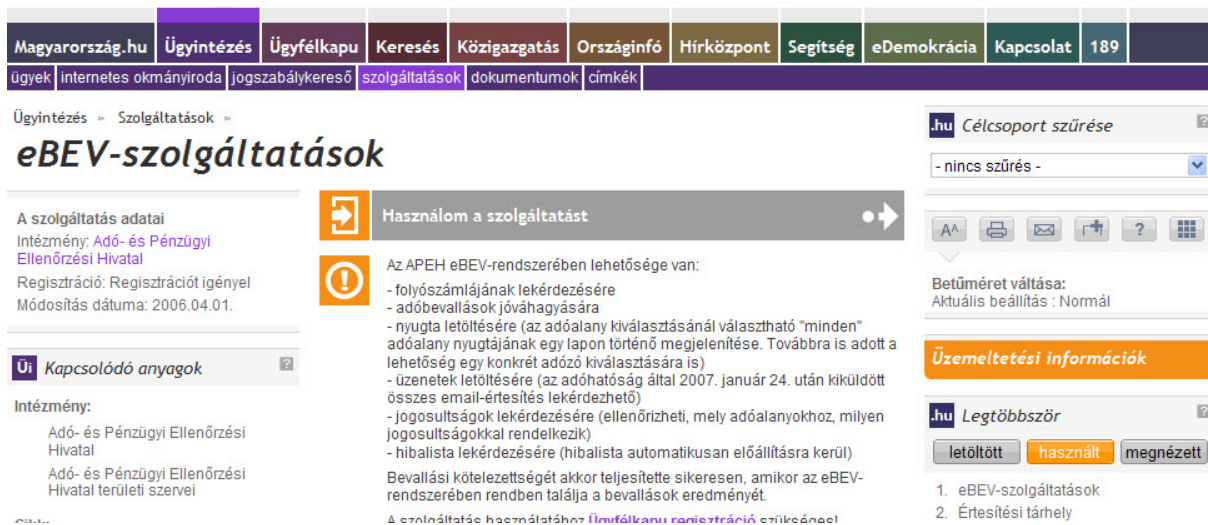 Magyarország.hu Ügyintézés Ügyfélkapu Keresés Közigazgatás Országinfó Hírközpont Segítség eDemokrácia Kapcsolat 189
ügyek internetes okmányiroda jogszabálykereső szolgáltatások dokumentumok címkék
Ügyintézés » Szolgáltatások »
eBEV-szolgáltatások
A szolgáltatás adatai
Intézmény: Adó- és Pénzügyi
Ellenőrzési Hivatal
Regisztráció: Regisztrációt igényel
Módosítás dátuma: 2006.04.01.
Üi Kapcsolódó anyagok ?
Intézmény:
Adó- és Pénzügyi Ellenőrzési
Hivatal
Adó- és Pénzügyi Ellenőrzési
Hivatal területi szervei
Használom a szolgáltatást
Az APEH eBEV-rendszerében lehetősége van:
- folyószámlájának lekérdezésére
- adóbevallások jóváhagyására
- nyugta letöltésére (az adóalany kiválasztásánál választható "minden"
adóalany nyugtájának egy lapon történő megjelenítése. Továbbra is adott a
lehetőség egy konkrét adózó kiválasztására is)
- üzenetek letöltésére (az adóhatóság által 2007. január 24. után kiküldött
összes email-értesítés lekérdezhető)
- jogosultságok lekérdezésére (ellenőrizheti, mely adóalanyokhoz, milyen
jogosultságokkal rendelkezik)
- hibalista lekérdezésére (hibalista automatikusan előállításra kerül)
Bevallási kötelezettségét akkor teljesítette sikeresen, amikor az eBEV-
rendszerében rendben találja a bevallások eredményét.
A szolgáltatás használatához Ügyfélkapu regisztráció szükséges!
.hu Célcsoport szűrése ?
- nincs szűrés -
AA ?
Betűméret váltása:
Aktuális beállítás : Normál
Üzemeltetési információk
.hu Legtöbbször ?
letöltött használt megnézett
1. eBEV-szolgáltatások
2. Értesítési tárhely